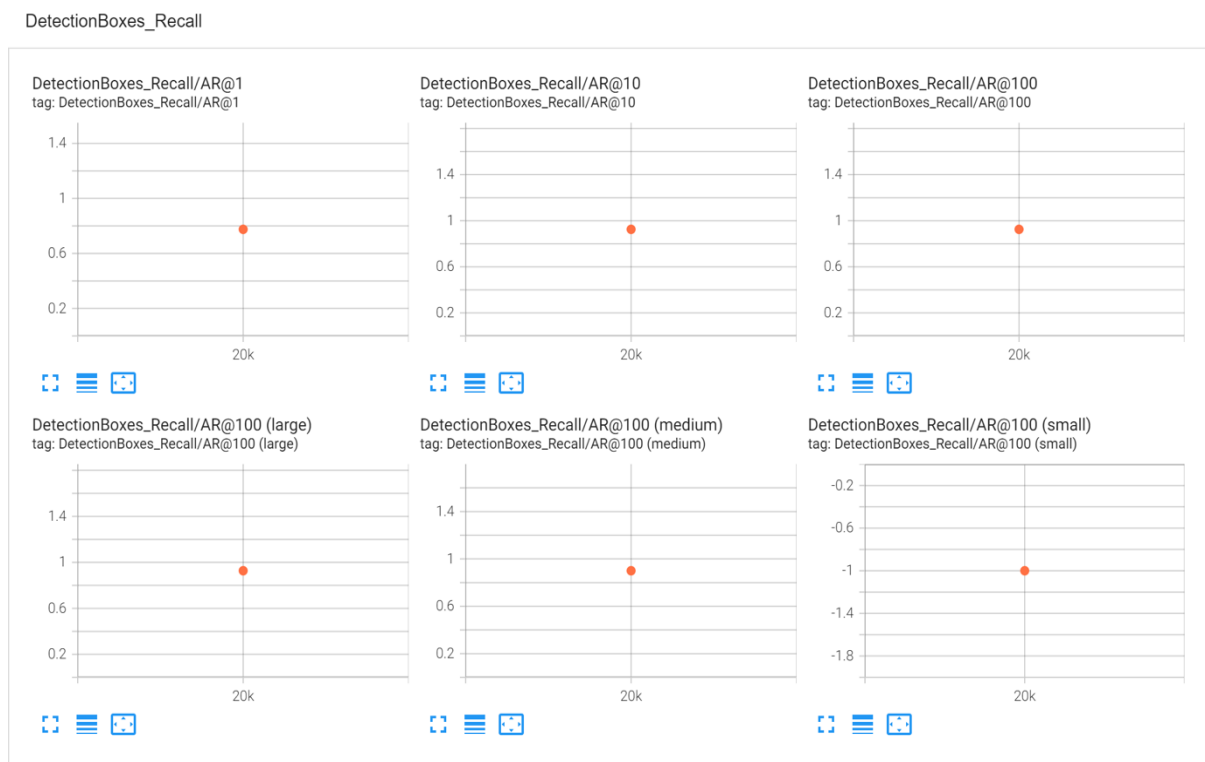 DetectionBoxes_Recall
DetectionBoxes_Recall/AR@1
tag: DetectionBoxes_Recall/AR@1
1.4
1
0.6
0.2
20k
DetectionBoxes_Recall/AR@10
tag: DetectionBoxes_Recall/AR@10
1.4
1
0.6
0.2
20k
DetectionBoxes_Recall/AR@100
tag: DetectionBoxes_Recall/AR@100
1.4
1
0.6
0.2
20k
DetectionBoxes_Recall/AR@100 (large)
tag: DetectionBoxes_Recall/AR@100 (large)
1.4
1
0.6
0.2
20k
DetectionBoxes_Recall/AR@100 (medium)
tag: DetectionBoxes_Recall/AR@100 (medium)
1.4
1
0.6
0.2
20k
DetectionBoxes_Recall/AR@100 (small)
tag: DetectionBoxes_Recall/AR@100 (small)
-0.2
-0.6
-1
-1.4
-1.8
20k